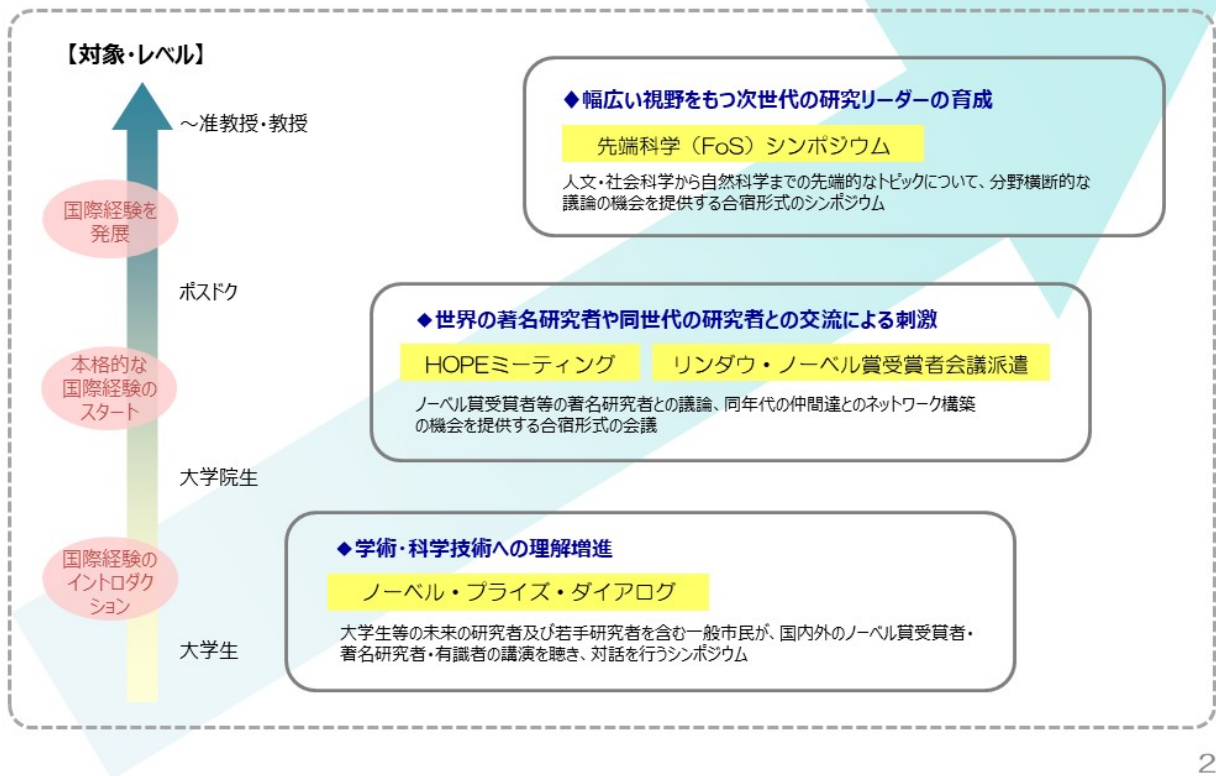 【対象・レベル】
～准教授・教授
国際経験を
発展
ポスドク
本格的な
国際経験の
スタート
大学院生
国際経験の
イントロダク
ション
大学生
◆幅広い視野をもつ次世代の研究リーダーの育成
先端科学（FoS）シンポジウム
人文・社会科学から自然科学までの先端的なトピックについて、分野横断的な
議論の機会を提供する合宿形式のシンポジウム
◆世界の著名研究者や同世代の研究者との交流による刺激
HOPEミーティング
リンダウ・ノーベル賞受賞者会議派遣
ノーベル賞受賞者等の著名研究者との議論、同年代の仲間達とのネットワーク構築
の機会を提供する合宿形式の会議
◆学術・科学技術への理解増進
ノーベル・プライズ・ダイアログ
大学生等の未来の研究者及び若手研究者を含む一般市民が、国内外のノーベル賞受賞者・
著名研究者・有識者の講演を聴き、対話を行うシンポジウム
2